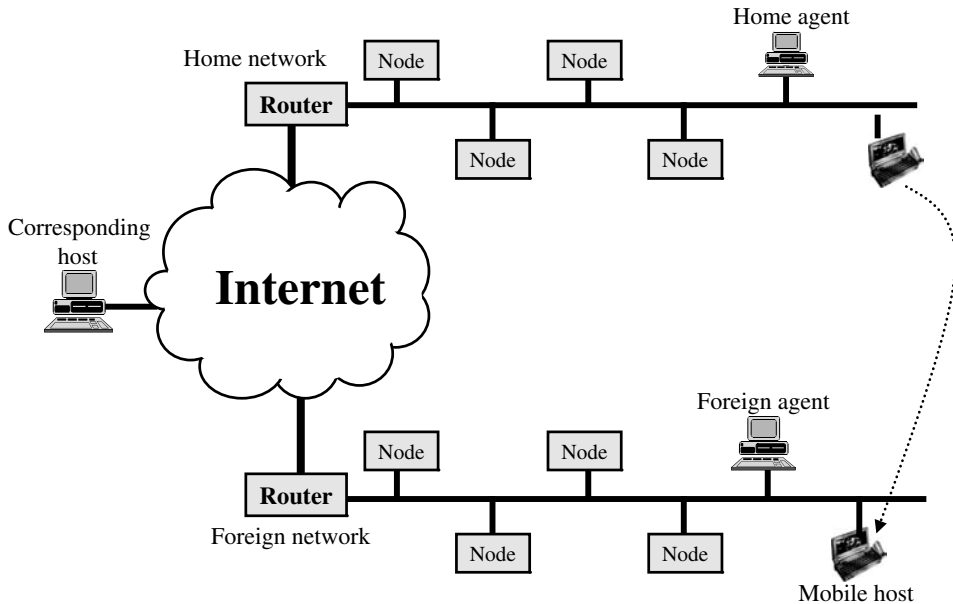 Home agent
Home network
Node
Node
Router
Node
Node
Corresponding
host
Internet
Foreign agent
Node
Node
Router
Foreign network
Node
Node
Mobile host